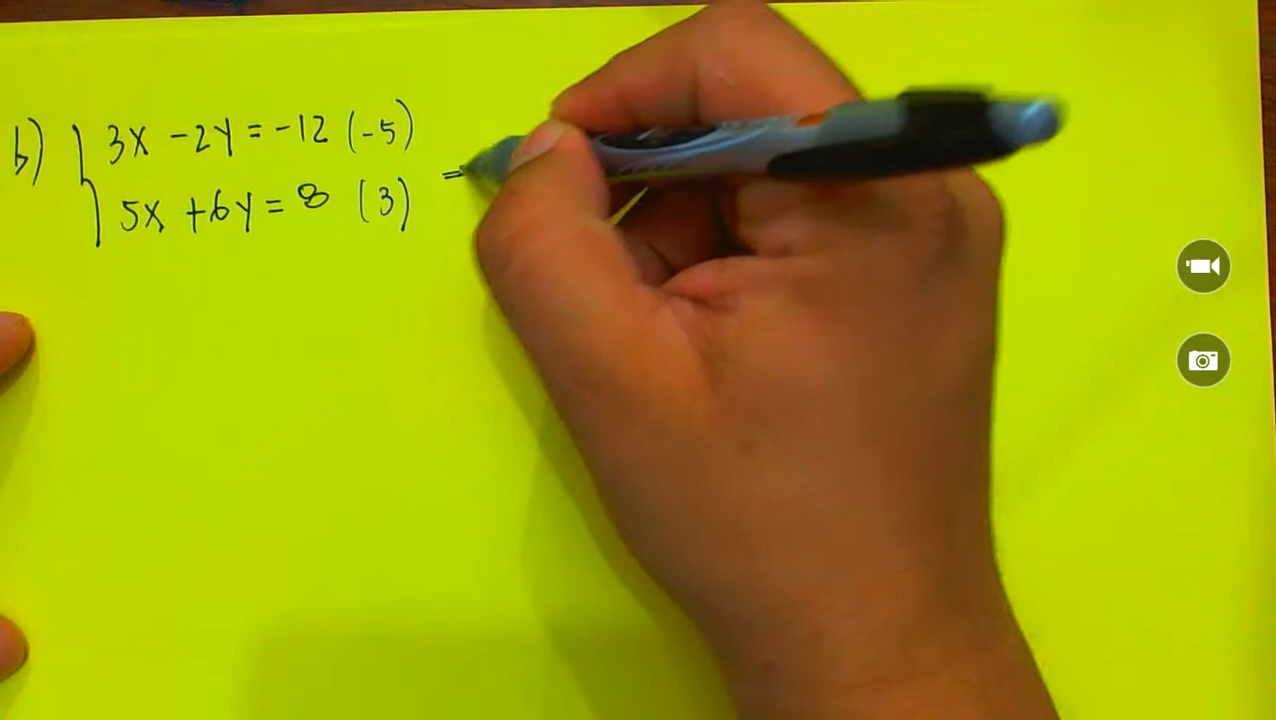 b) 3x - 2y = -12 (-5)
5x + 6y = 8 (3)
=